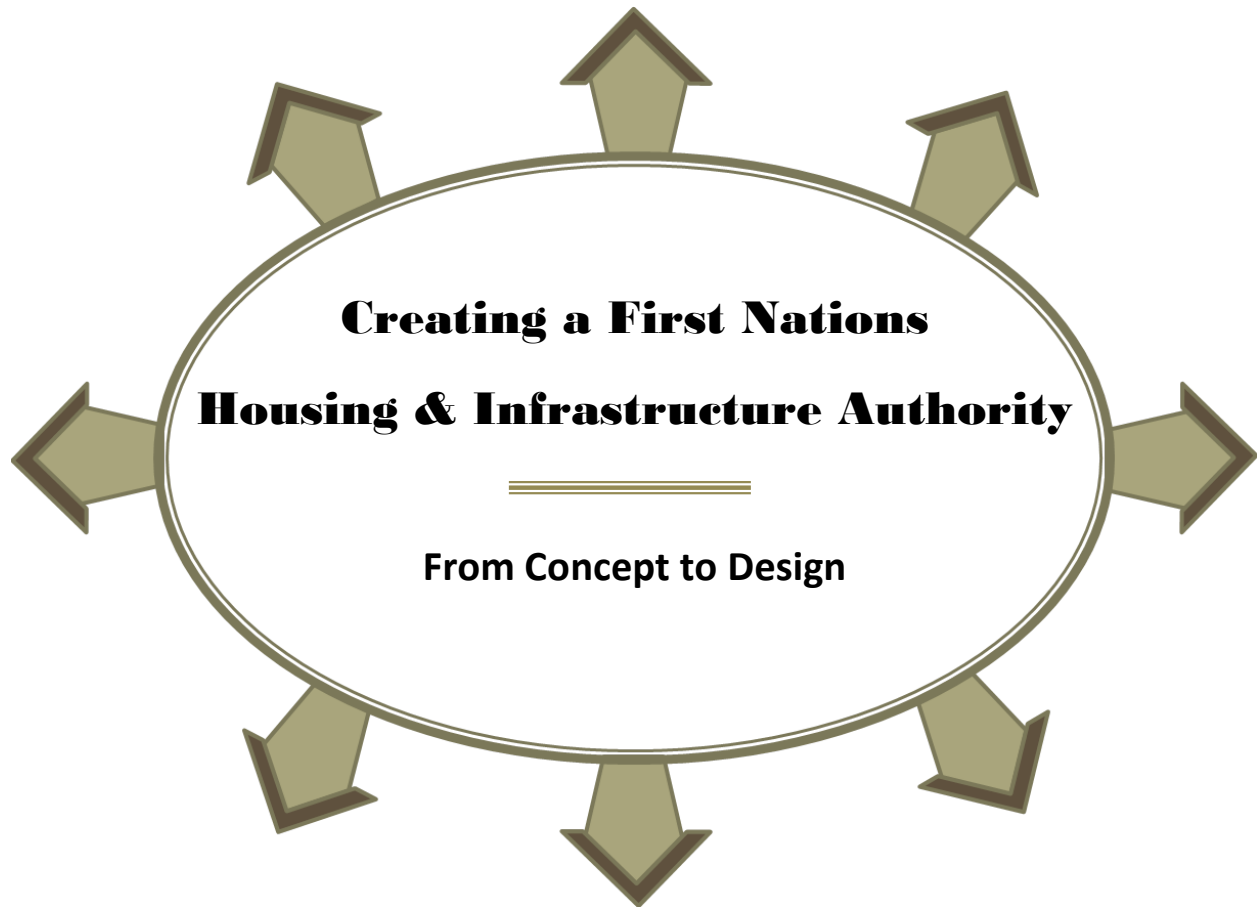 Creating a First Nations
Housing & Infrastructure Authority
From Concept to Design